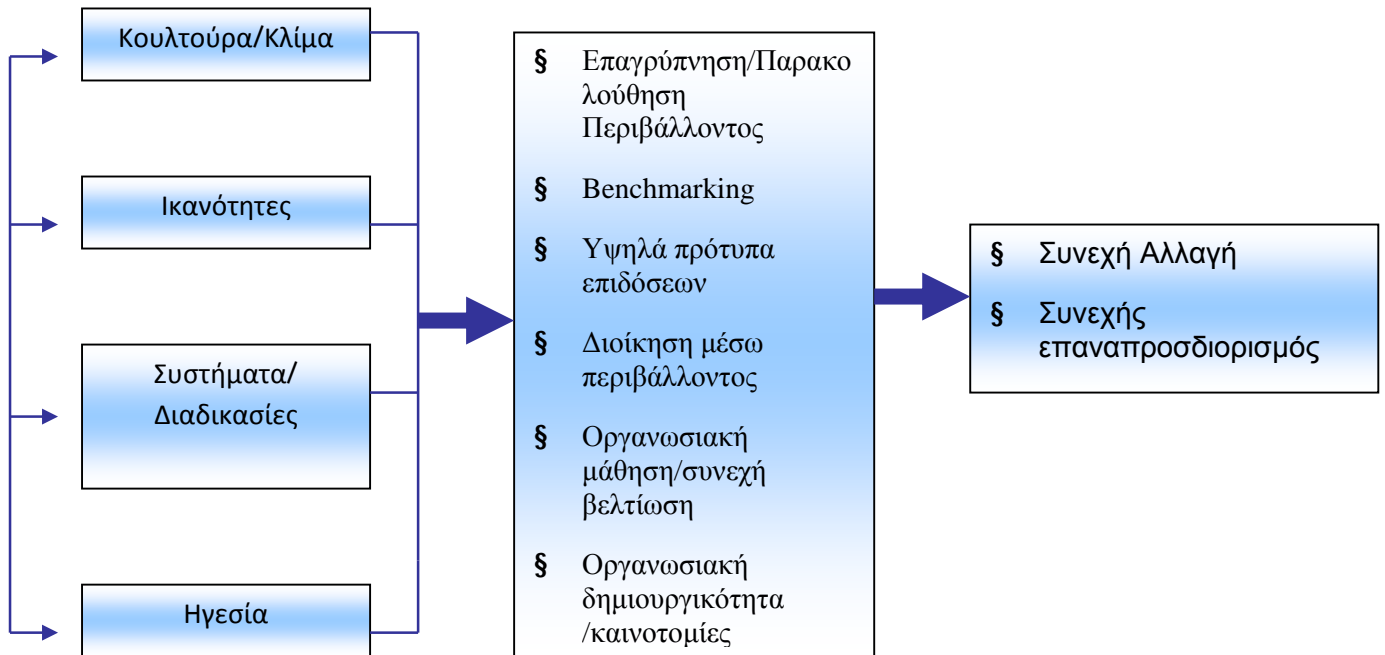 Κουλτούρα/Κλίμα
Ικανότητες
Συστήματα/
Διαδικασίες
Ηγεσία
§ Επαγρύπνηση/Παρακο
λούθηση
Περιβάλλοντος
§ Benchmarking
§ Υψηλά πρότυπα
επιδόσεων
§ Διοίκηση μέσω
περιβάλλοντος
§ Οργανωσιακή
μάθηση/συνεχή
βελτίωση
§ Οργανωσιακή
δημιουργικότητα
/καινοτομίες
§ Συνεχή Αλλαγή
§ Συνεχής
επαναπροσδιορισμός